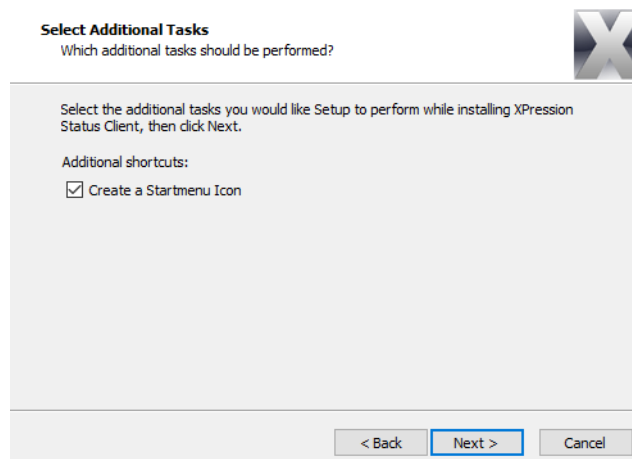 Select Additional Tasks
Which additional tasks should be performed?
Select the additional tasks you would like Setup to perform while installing XPression
Status Client, then click Next.
Additional shortcuts:
Create a Startmenu Icon
< Back
Next >
Cancel